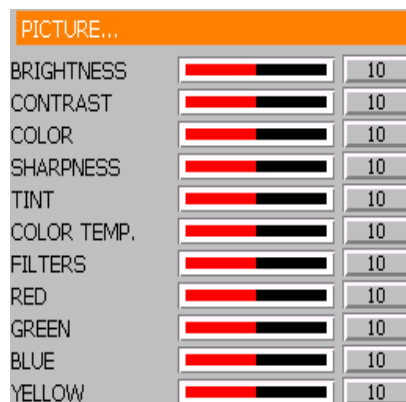 PICTURE...
BRIGHTNESS 10
CONTRAST 10
COLOR 10
SHARPNESS 10
TINT 10
COLOR TEMP. 10
FILTERS 10
RED 10
GREEN 10
BLUE 10
YELLOW 10